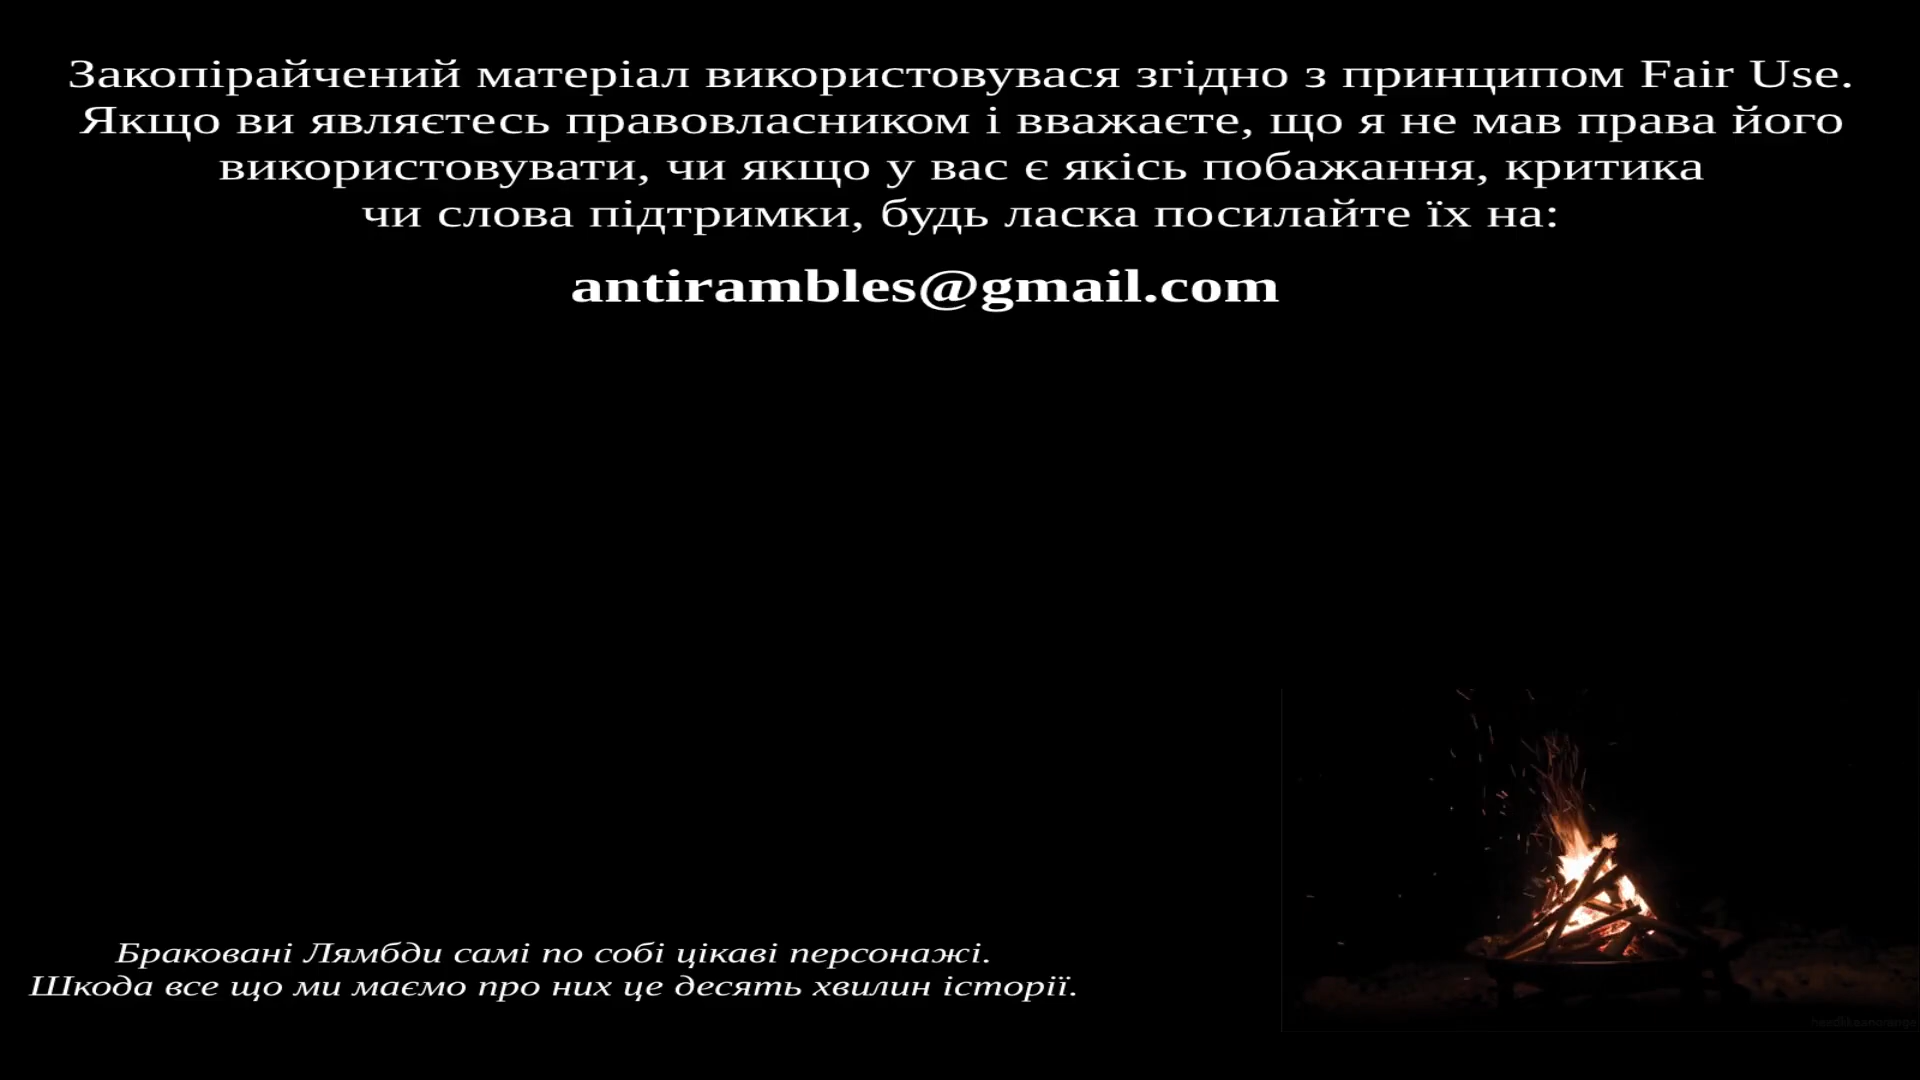 Закопірайчений матеріал використовувася згідно з принципом Fair Use.
Якщо ви являєтесь правовласником і вважаєте, що я не мав права його
використовувати, чи якщо у вас є якісь побажання, критика
чи слова підтримки, будь ласка посилайте їх на:
antirambles@gmail.com
Браковані Лямбди самі по собі цікаві персонажі.
Шкода все що ми маємо про них це десять хвилин історії.